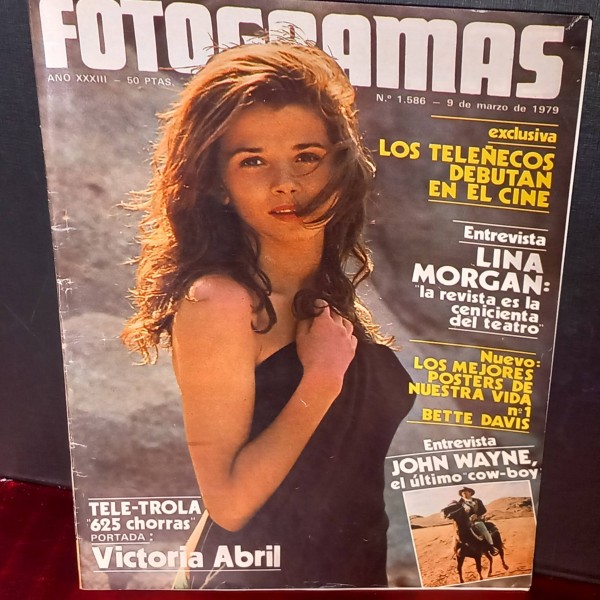 FOTOGRAMAS
AÑO XXXIII – 50 PTAS.
N.º 1.586 – 9 de marzo de 1979
exclusiva
LOS TELEÑECOS
DEBUTAN
EN EL CINE
Entrevista
LINA
MORGAN:
"la revista es la
cenicienta
del teatro"
Nuevo:
LOS MEJORES
POSTERS DE
NUESTRA VIDA
nº1
BETTE DAVIS
Entrevista
JOHN WAYNE,
el último "cow-boy"
TELE-TROLA
"625 chorras"
PORTADA:
Victoria Abril